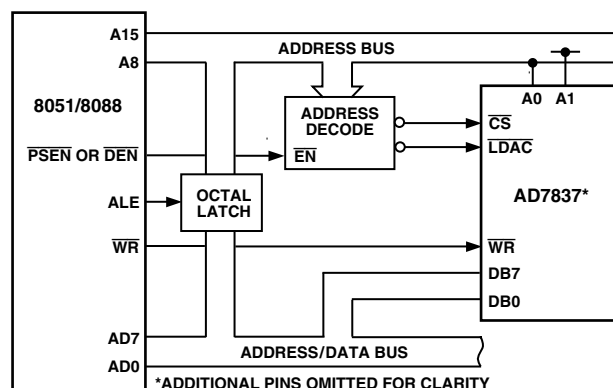 A15
ADDRESS BUS
A8
8051/8088
ADDRESS
DECODE
A0 A1
CS
PSEN OR DEN
EN
LDAC
OCTAL
LATCH
AD7837*
ALE
WR
WR
DB7
DB0
AD7
ADDRESS/DATA BUS
AD0
*ADDITIONAL PINS OMITTED FOR CLARITY